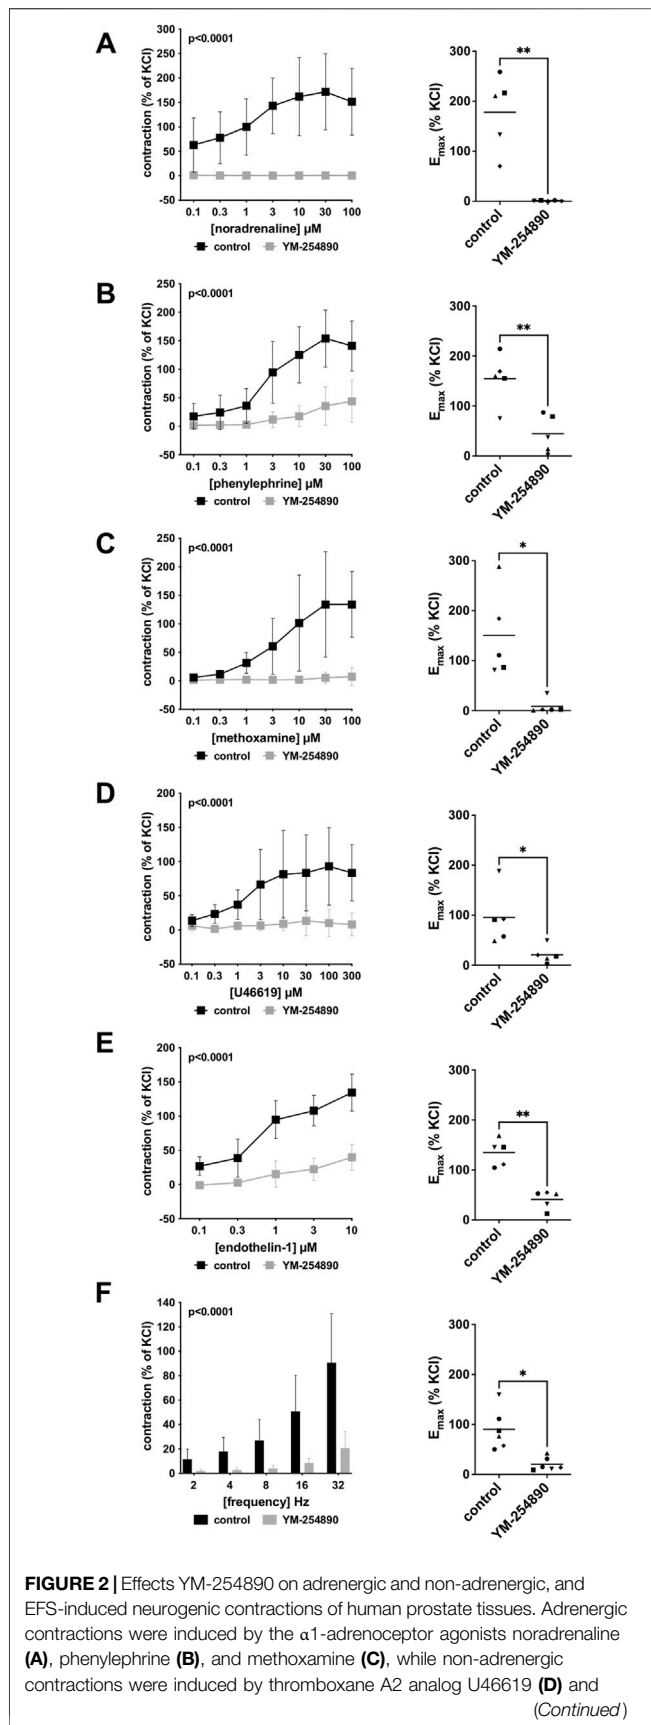 A
p<0.0001
contraction (% of KCl)
300
250
200
150
100
50
0
-50
0.1 0.3 1 3 10 30 100
[noradrenaline] µM
control YM-254890
Emax (% KCl)
300
200
100
0
**
control
YM-254890
B
p<0.0001
contraction (% of KCl)
250
200
150
100
50
0
-50
0.1 0.3 1 3 10 30 100
[phenylephrine] µM
control YM-254890
Emax (% KCl)
300
200
100
0
**
control
YM-254890
C
p<0.0001
contraction (% of KCl)
250
200
150
100
50
0
-50
0.1 0.3 1 3 10 30 100
[methoxamine] µM
control YM-254890
Emax (% KCl)
300
200
100
0
*
control
YM-254890
D
p<0.0001
contraction (% of KCl)
200
150
100
50
0
-50
0.1 0.3 1 3 10 30 100 300
[U46619] µM
control YM-254890
Emax (% KCl)
300
200
100
0
*
control
YM-254890
E
p<0.0001
contraction (% of KCl)
200
150
100
50
0
-50
0.1 0.3 1 3 10
[endothelin-1] µM
control YM-254890
Emax (% KCl)
300
200
100
0
**
control
YM-254890
F
p<0.0001
contraction (% of KCl)
140
120
100
80
60
40
20
0
2 4 8 16 32
[frequency] Hz
control YM-254890
Emax (% KCl)
300
200
100
0
*
control
YM-254890
FIGURE 2 | Effects YM-254890 on adrenergic and non-adrenergic, and
EFS-induced neurogenic contractions of human prostate tissues. Adrenergic
contractions were induced by the α1-adrenoceptor agonists noradrenaline
(A), phenylephrine (B), and methoxamine (C), while non-adrenergic
contractions were induced by thromboxane A2 analog U46619 (D) and
(Continued)